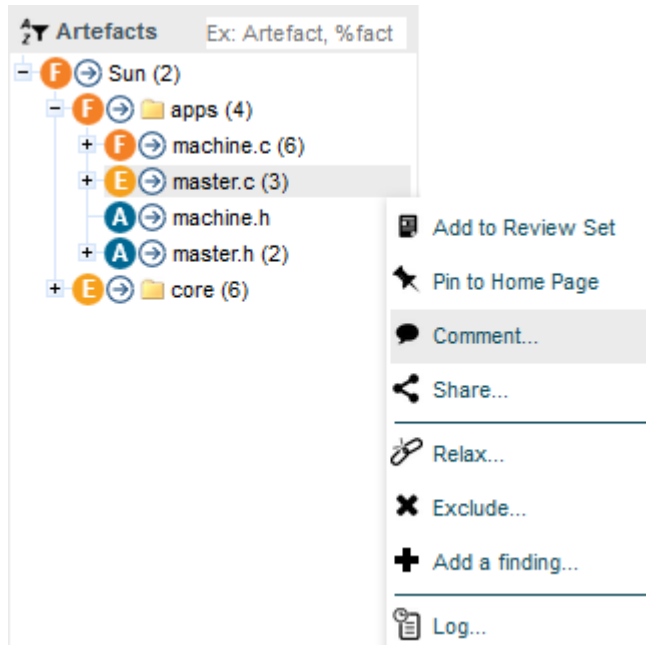 Artefacts Ex: Artefact, %fact
F Sun (2)
F apps (4)
F machine.c (6)
E master.c (3)
A machine.h
A master.h (2)
E core (6)
Add to Review Set
Pin to Home Page
Comment...
Share...
Relax...
Exclude...
Add a finding...
Log...